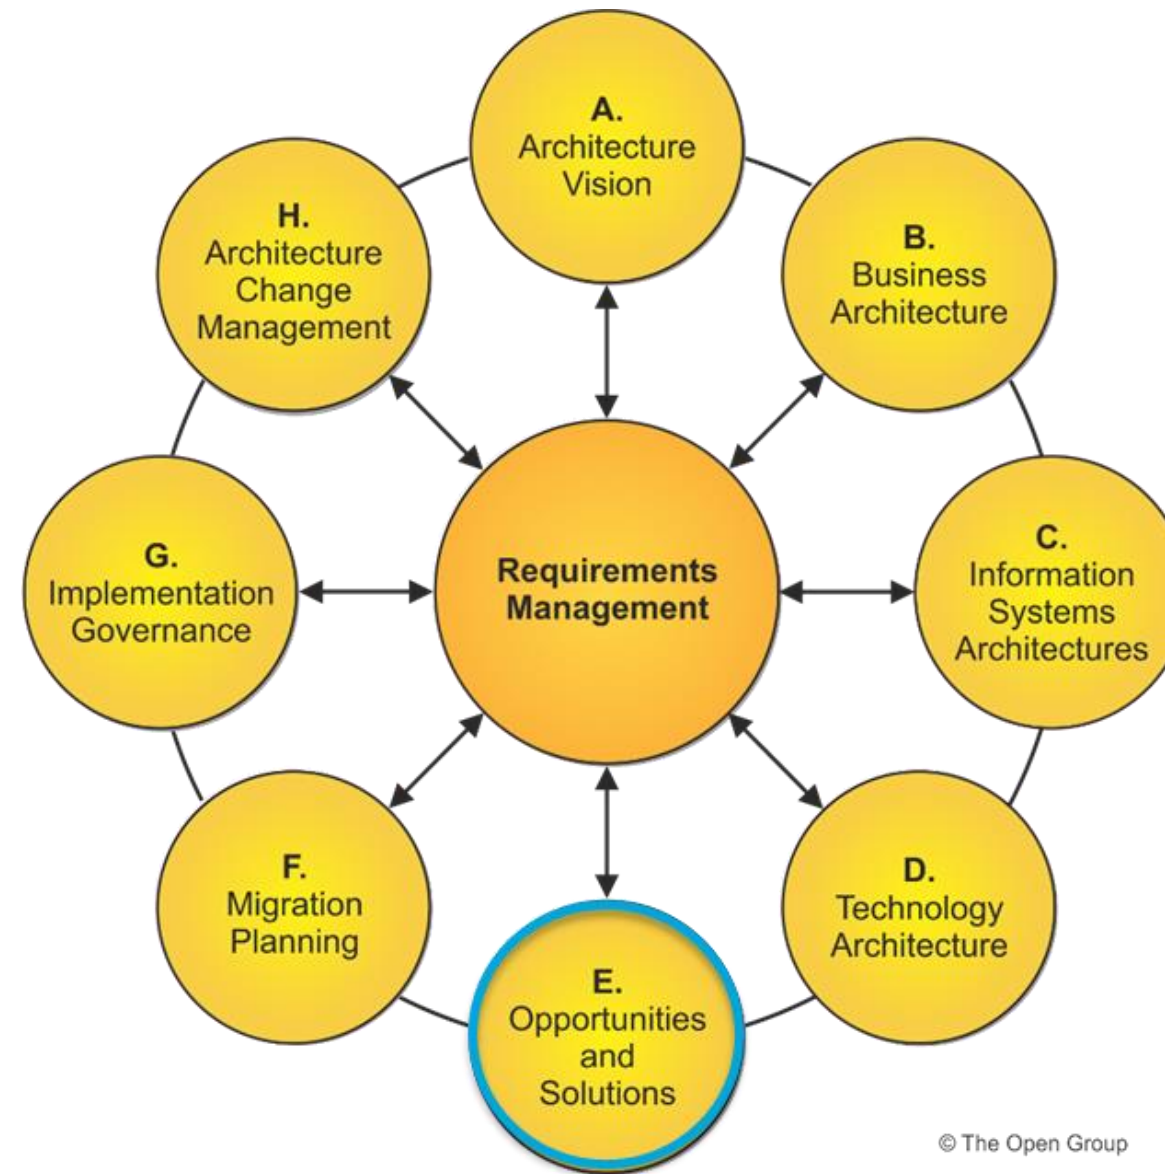 A.
Architecture
Vision
B.
Business
Architecture
C.
Information
Systems
Architectures
D.
Technology
Architecture
E.
Opportunities
and
Solutions
F.
Migration
Planning
G.
Implementation
Governance
H.
Architecture
Change
Management
Requirements
Management
© The Open Group